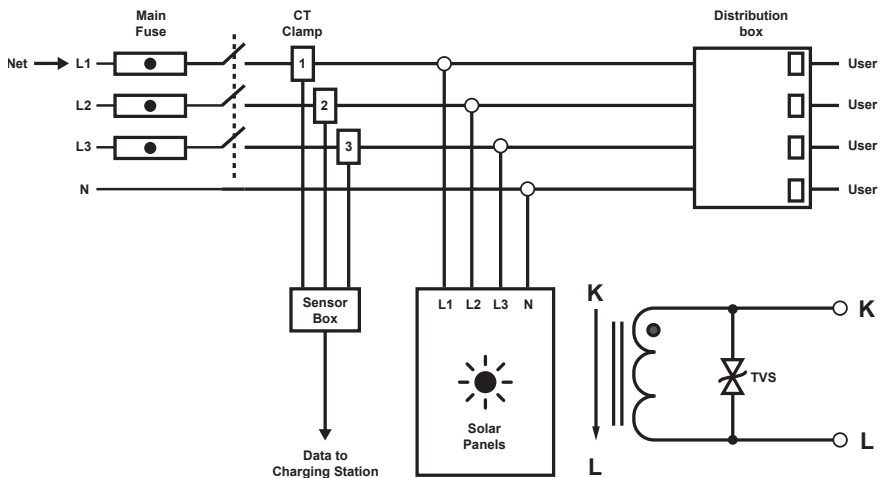 Main
Fuse
CT
Clamp
Distribution
box
Net
L1
1
User
L2
2
User
L3
3
User
N
User
Sensor
Box
L1 L2 L3 N
Solar
Panels
Data to
Charging Station
K
L
K
TVS
L